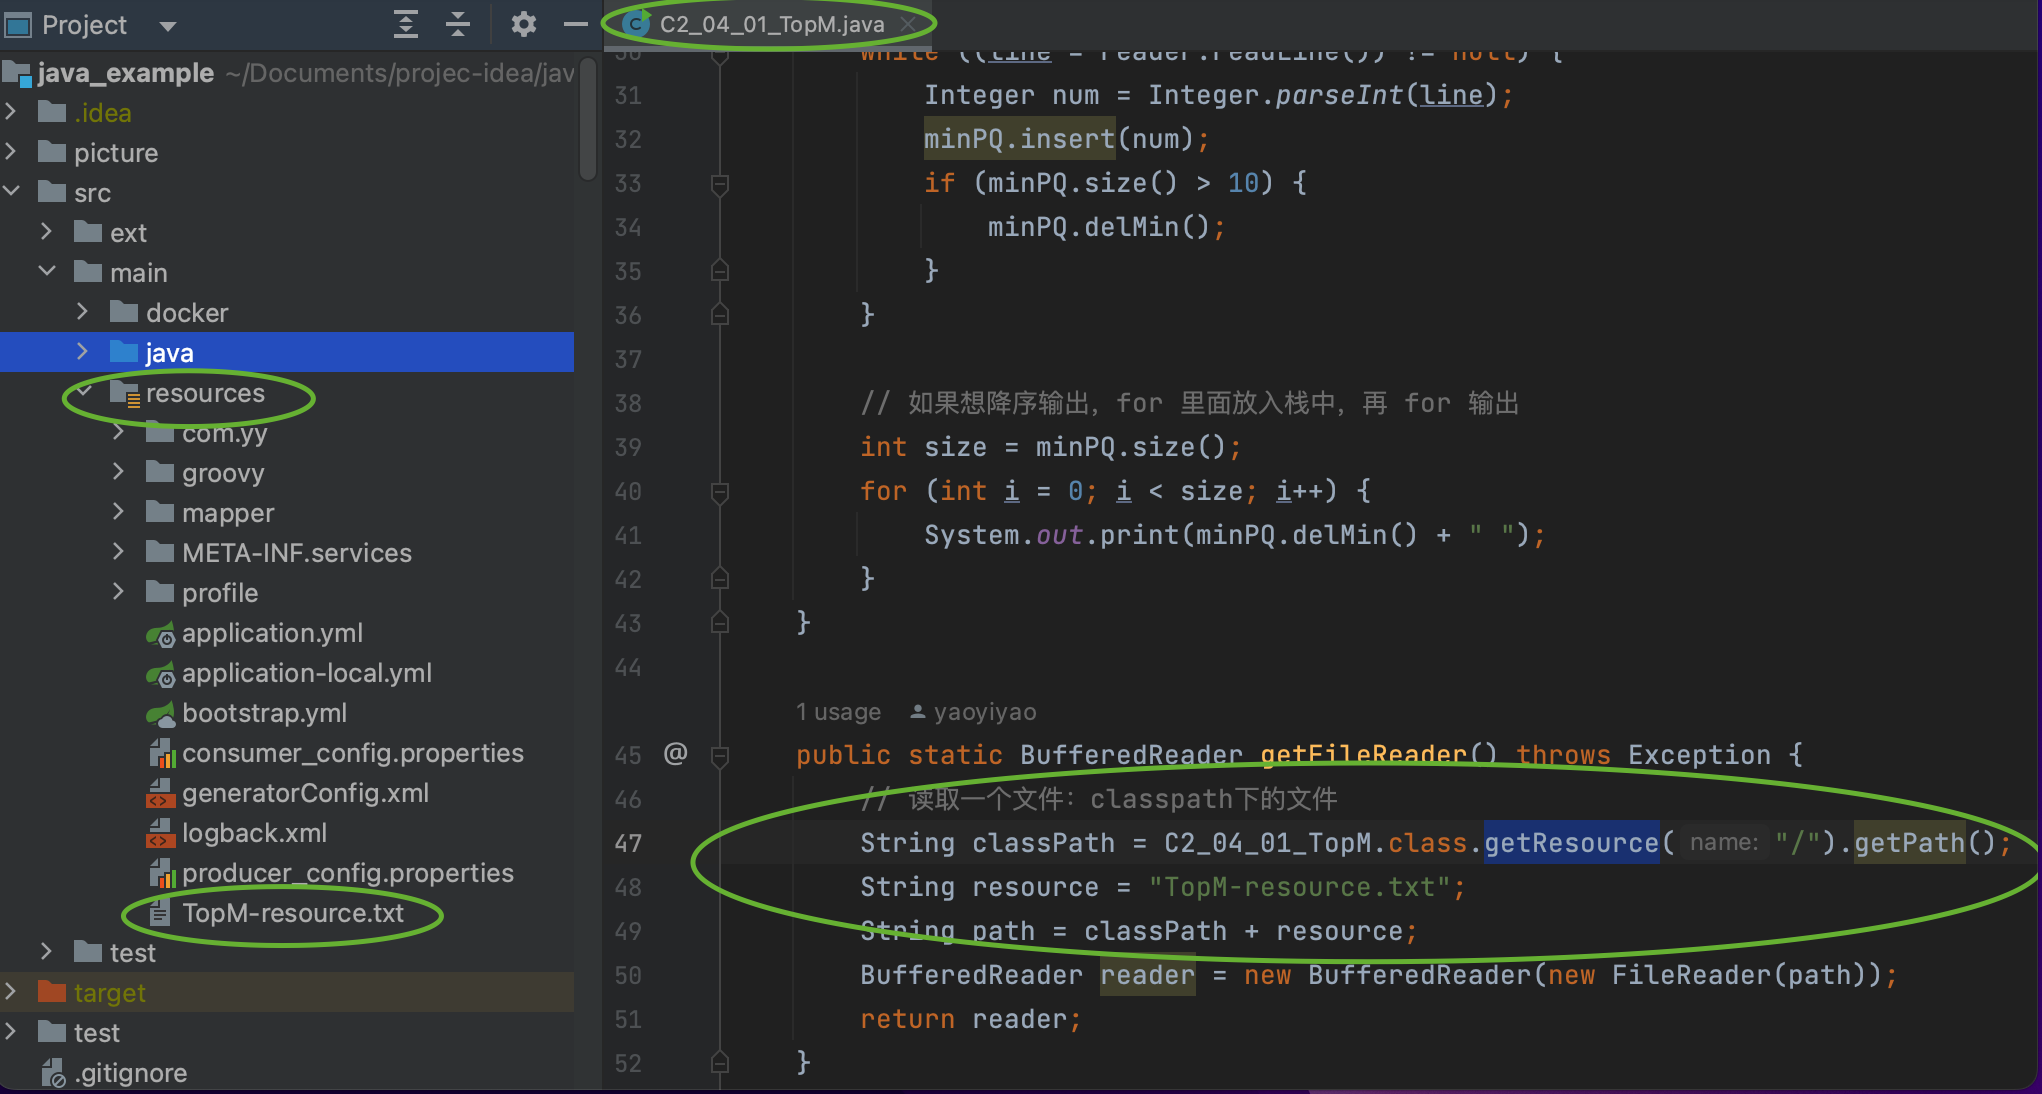 Project
C2_04_01_TopM.java
java_example ~/Documents/projec-idea/jav
.idea
picture
src
ext
main
docker
java
resources
com.yy
groovy
mapper
META-INF.services
profile
application.yml
application-local.yml
bootstrap.yml
consumer_config.properties
generatorConfig.xml
logback.xml
producer_config.properties
TopM-resource.txt
test
target
test
.gitignore
30 while ((line = reader.readLine()) != null) {
31 Integer num = Integer.parseInt(line);
32 minPQ.insert(num);
33 if (minPQ.size() > 10) {
34 minPQ.delMin();
35 }
36 }
37
38 // 如果想降序输出，for 里面放入栈中，再 for 输出
39 int size = minPQ.size();
40 for (int i = 0; i < size; i++) {
41 System.out.print(minPQ.delMin() + " ");
42 }
43 }
44
1 usage yaoyiyao
45 @ public static BufferedReader getFileReader() throws Exception {
46 // 读取一个文件：classpath下的文件
47 String classPath = C2_04_01_TopM.class.getResource( name: "/").getPath();
48 String resource = "TopM-resource.txt";
49 String path = classPath + resource;
50 BufferedReader reader = new BufferedReader(new FileReader(path));
51 return reader;
52 }